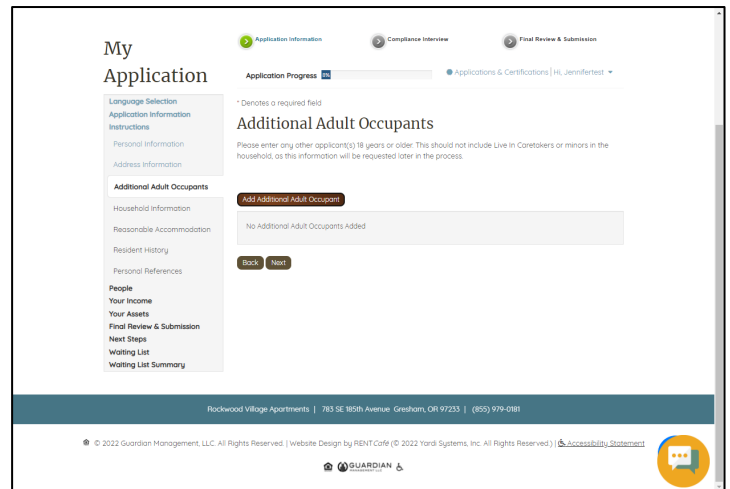 My
Application
Application Information
Compliance Interview
Final Review & Submission
Application Progress 8%
Applications & Certifications | Hi, Jennifertest
Language Selection
Application Information
Instructions
Personal Information
Address Information
Additional Adult Occupants
Household Information
Reasonable Accommodation
Resident History
Personal References
People
Your Income
Your Assets
Final Review & Submission
Next Steps
Waiting List
Waiting List Summary
* Denotes a required field
Additional Adult Occupants
Please enter any other applicant(s) 18 years or older. This should not include Live In Caretakers or minors in the
household, as this information will be requested later in the process.
Add Additional Adult Occupant
No Additional Adult Occupants Added
Back Next
Rockwood Village Apartments | 783 SE 185th Avenue Gresham, OR 97233 | (855) 979-0181
© 2022 Guardian Management, LLC. All Rights Reserved. | Website Design by RENTCafé (© 2022 Yardi Systems, Inc. All Rights Reserved.) | Accessibility Statement
GUARDIAN
MANAGEMENT LLC